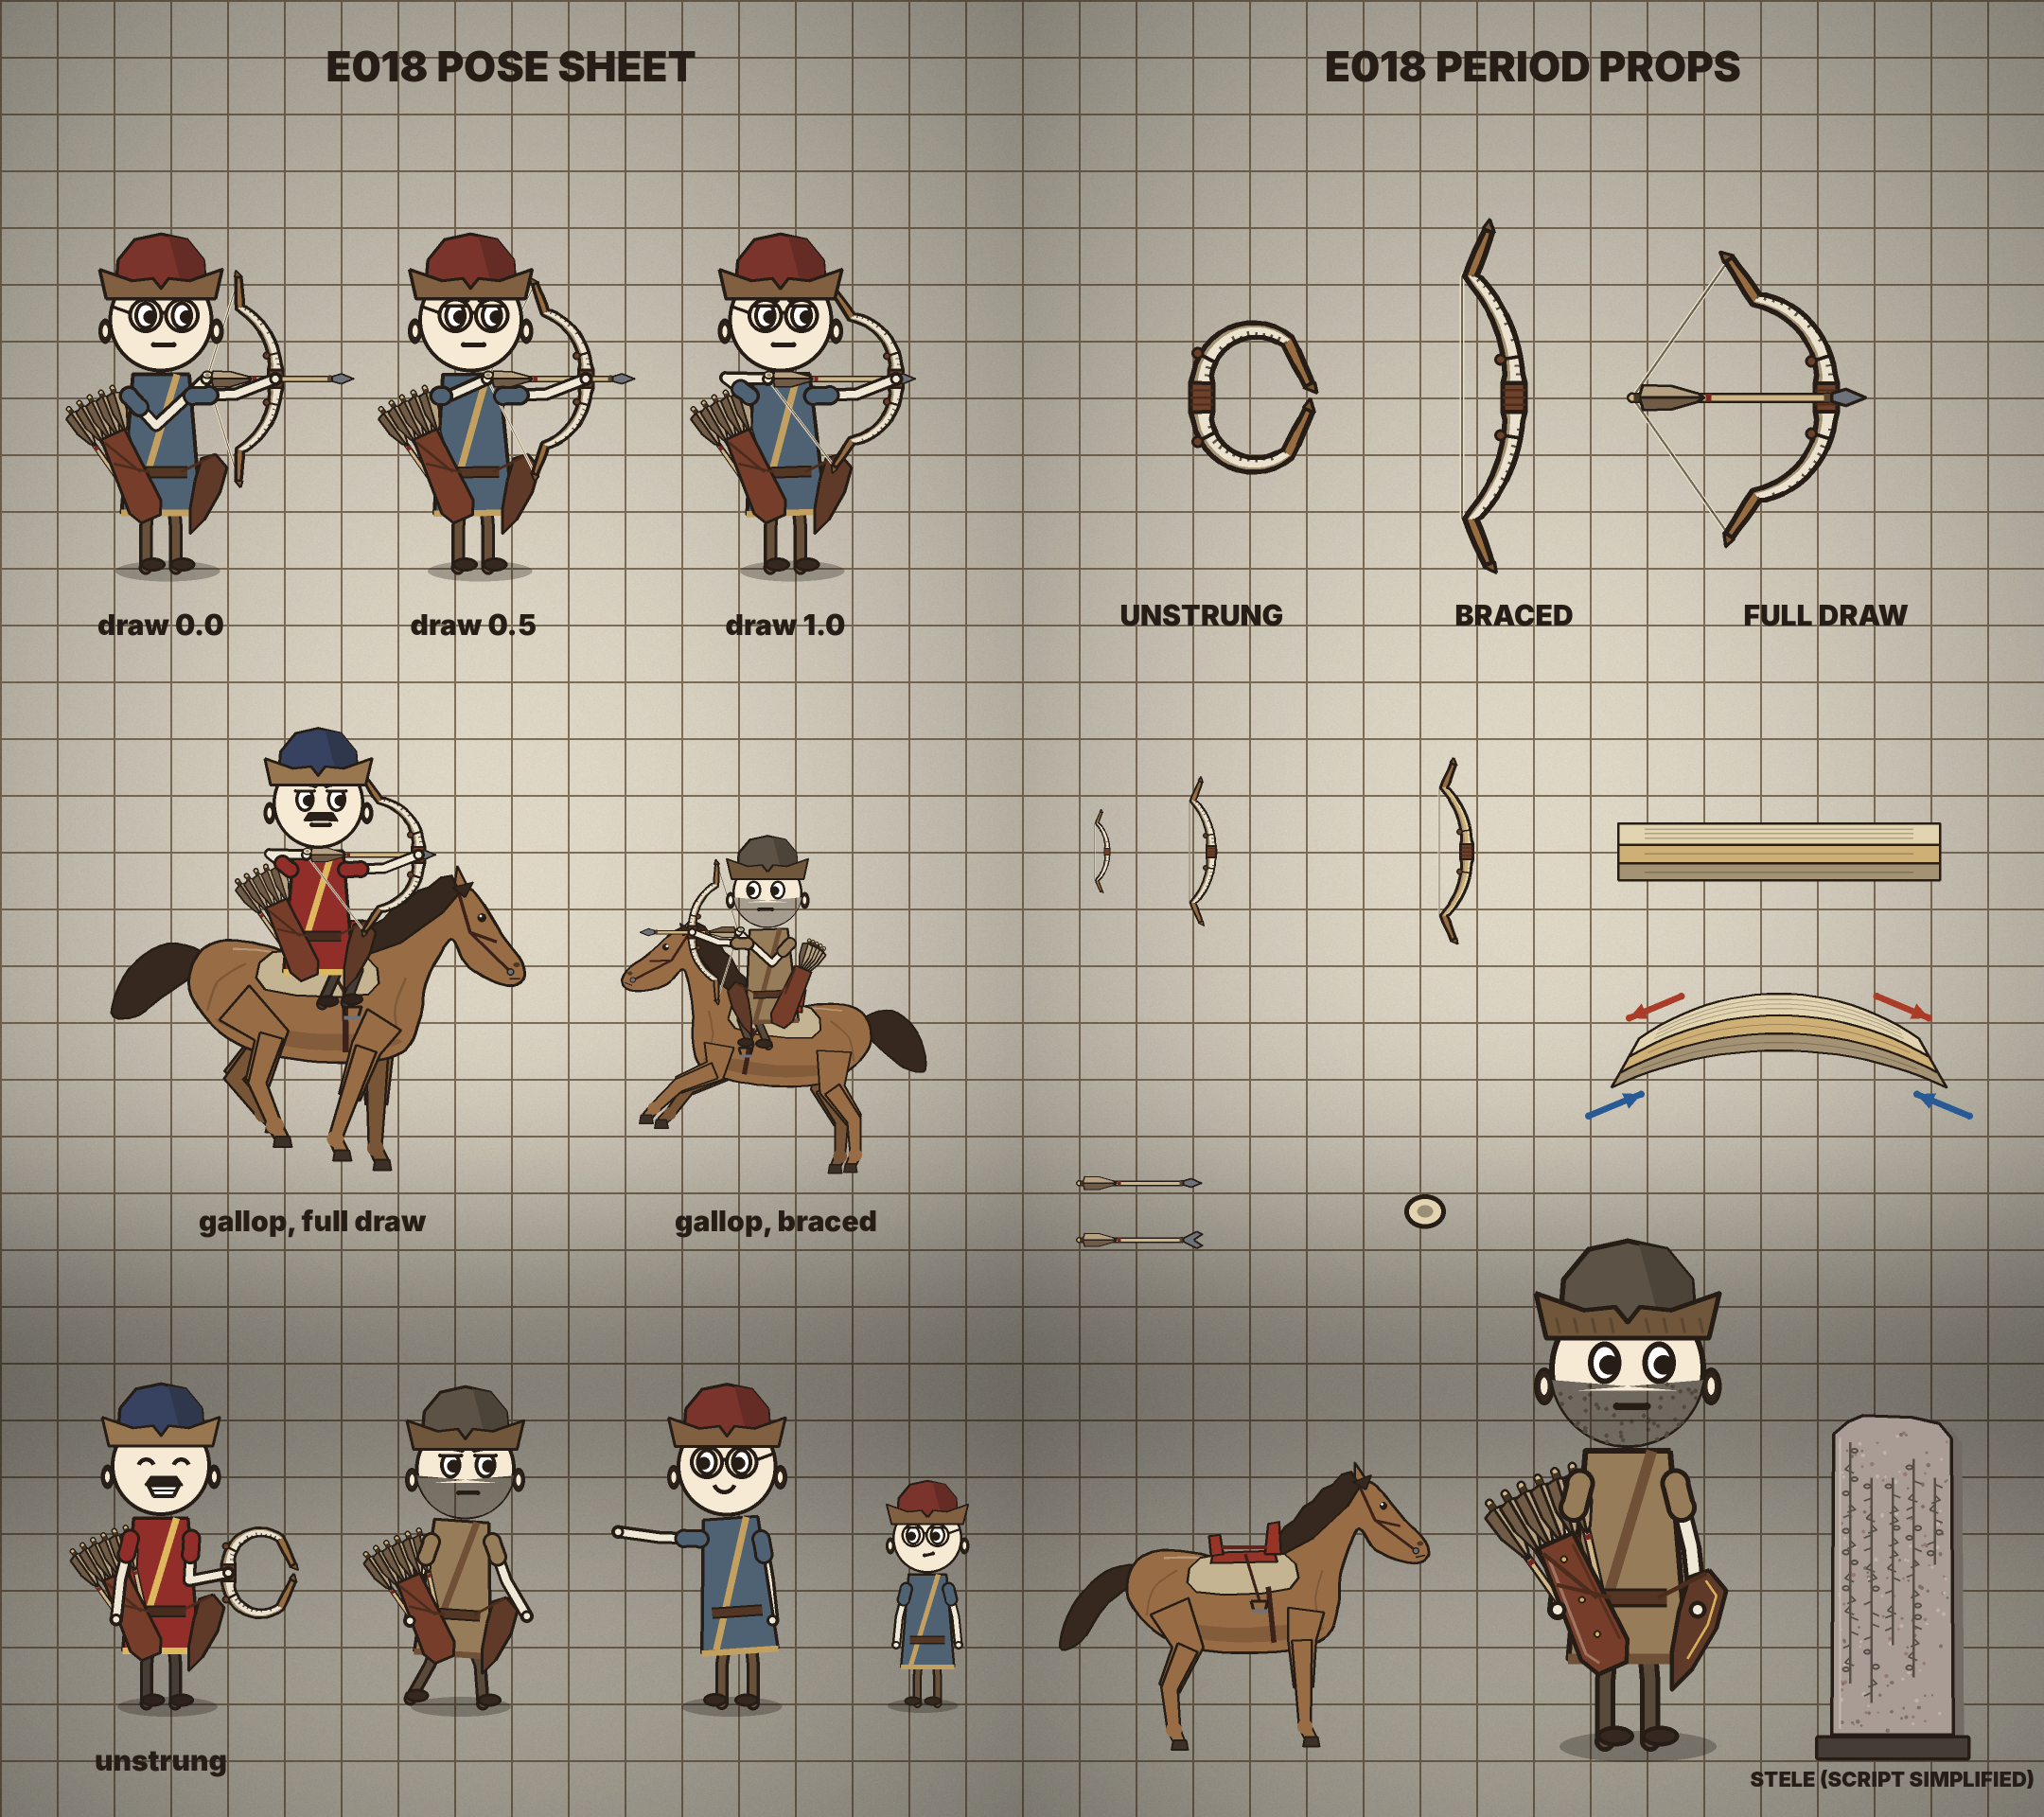 E018 POSE SHEET
E018 PERIOD PROPS
draw 0.0
draw 0.5
draw 1.0
UNSTRUNG
BRACED
FULL DRAW
gallop, full draw
gallop, braced
unstrung
STELE (SCRIPT SIMPLIFIED)